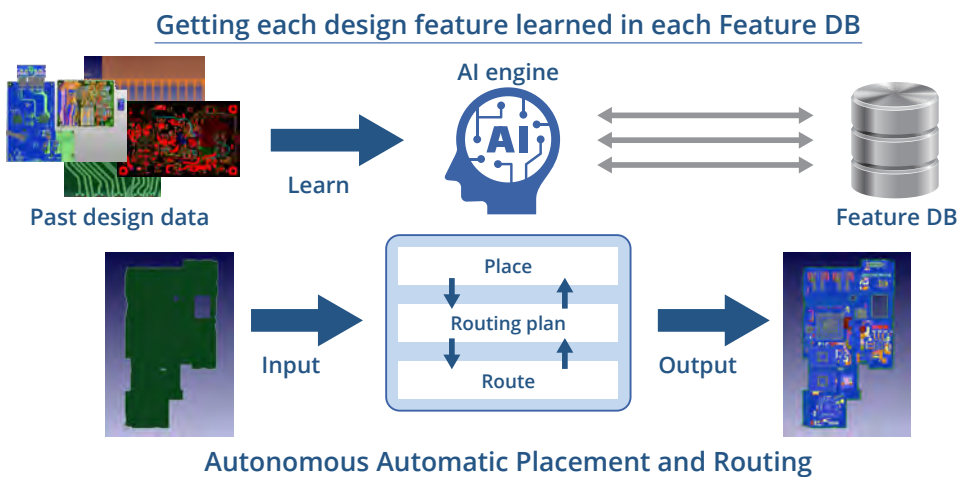 Getting each design feature learned in each Feature DB
AI engine
AI
Learn
Past design data
Feature DB
Place
Routing plan
Route
Input
Output
Autonomous Automatic Placement and Routing